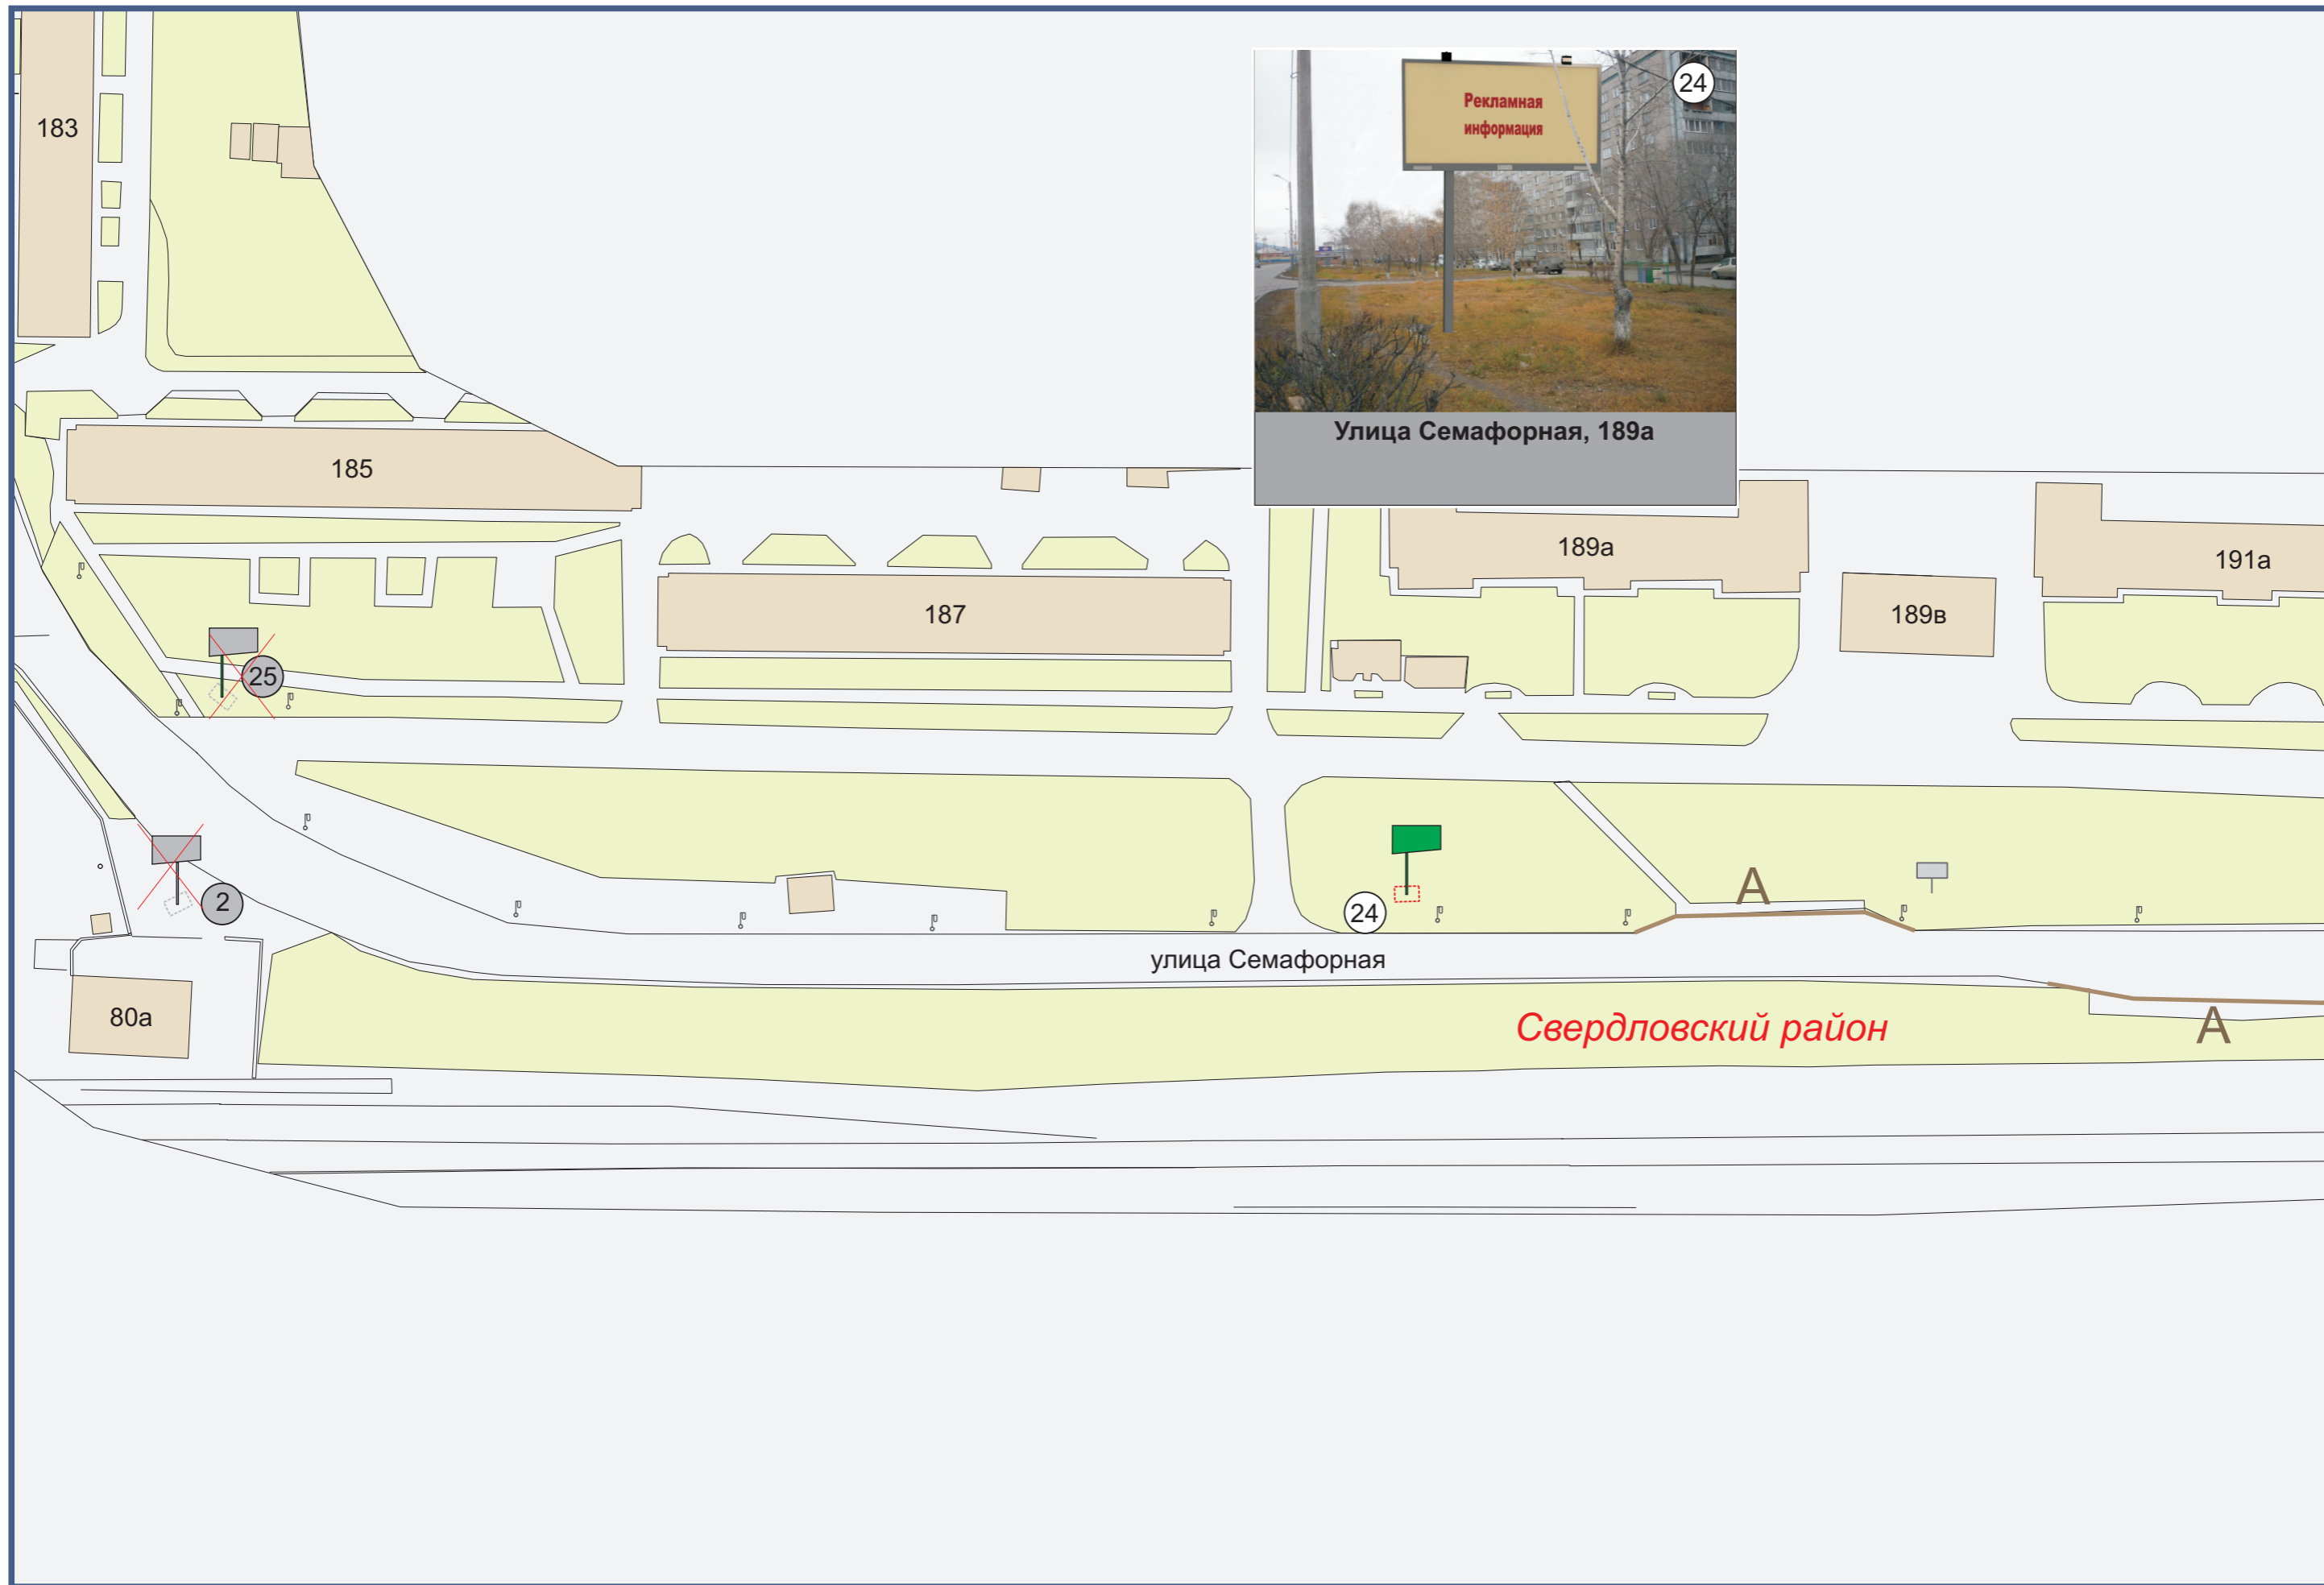 183
24
Рекламная
информация
Улица Семафорная, 189а
185
189а
191а
187
189в
25
А
2
24
улица Семафорная
80а
Свердловский район
А